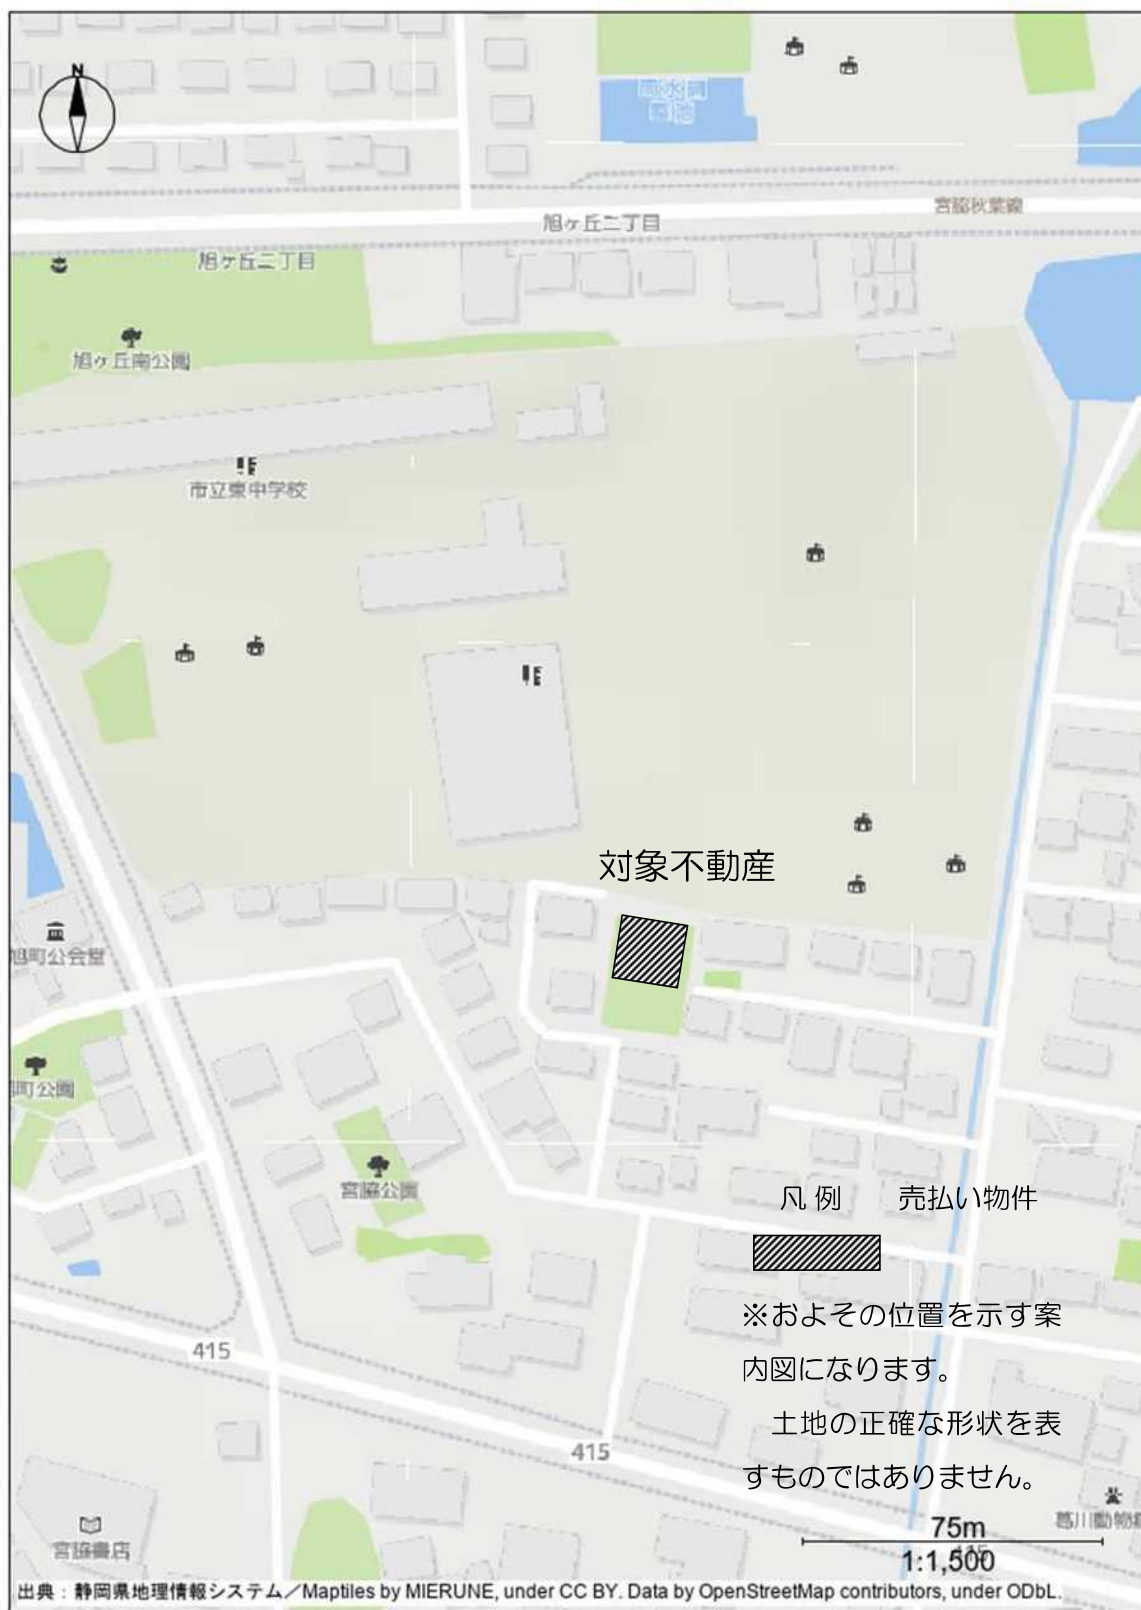 N
宮脇秋葉線
旭ヶ丘二丁目
旭ヶ丘二丁目
旭ヶ丘南公園
市立東中学校
対象不動産
旭町公会堂
町公園
宮脇公園
凡例 売払い物件
※およその位置を示す案
内図になります。
土地の正確な形状を表
すものではありません。
415
415
葛川動物
宮脇書店
75m
1:1,500
415
出典:静岡県地理情報システム/Maptiles by MIERUNE, under CC BY. Data by OpenStreetMap contributors, under ODbL.